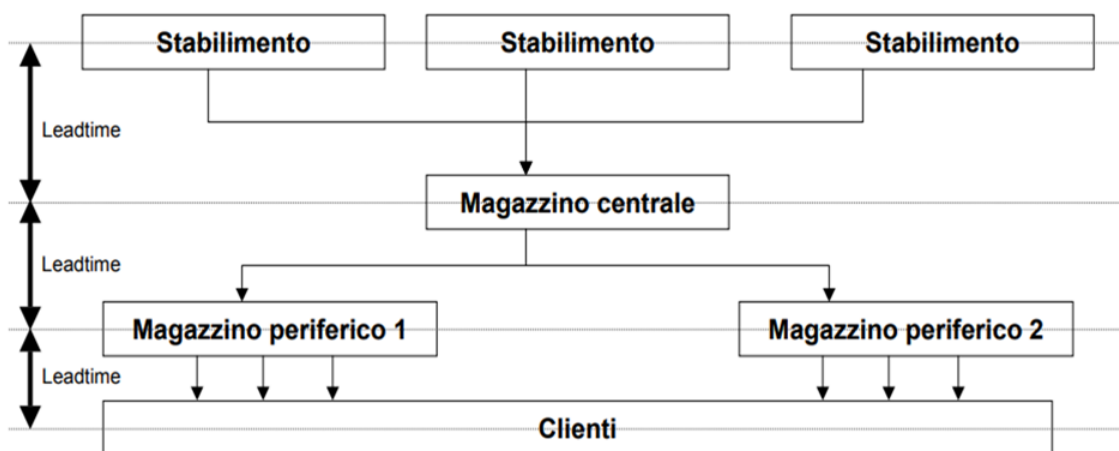 Stabilimento
Stabilimento
Stabilimento
Leadtime
Magazzino centrale
Leadtime
Magazzino periferico 1
Magazzino periferico 2
Leadtime
Clienti